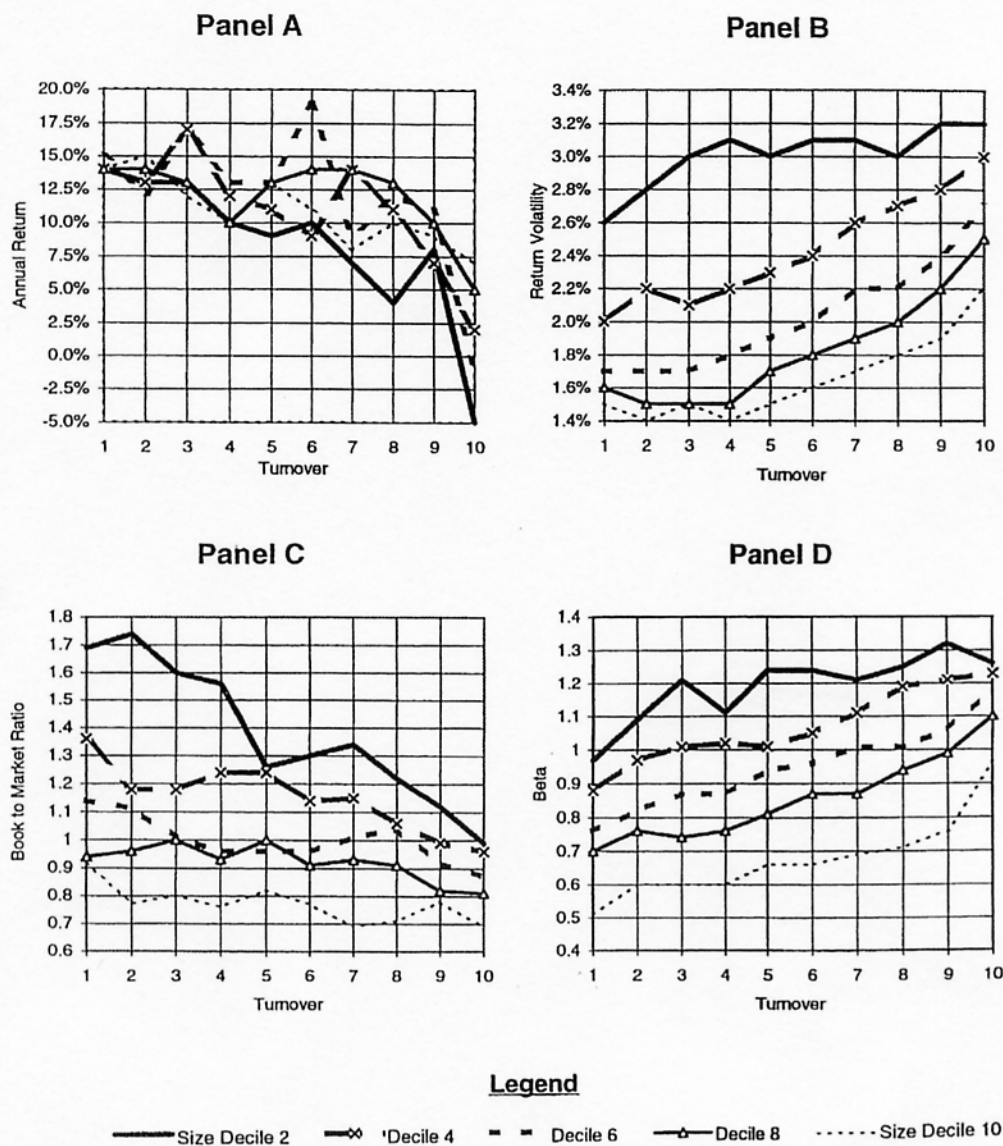 Panel A
Annual Return
20.0%
17.5%
15.0%
12.5%
10.0%
7.5%
5.0%
2.5%
0.0%
-2.5%
-5.0%
1 2 3 4 5 6 7 8 9 10
Turnover
Panel B
Return Volatility
3.4%
3.2%
3.0%
2.8%
2.6%
2.4%
2.2%
2.0%
1.8%
1.6%
1.4%
1 2 3 4 5 6 7 8 9 10
Turnover
Panel C
Book to Market Ratio
1.8
1.7
1.6
1.5
1.4
1.3
1.2
1.1
1
0.9
0.8
0.7
0.6
1 2 3 4 5 6 7 8 9 10
Turnover
Panel D
Beta
1.4
1.3
1.2
1.1
1
0.9
0.8
0.7
0.6
0.5
0.4
1 2 3 4 5 6 7 8 9 10
Turnover
Legend
Size Decile 2 'Decile 4 Decile 6 Decile 8 Size Decile 10